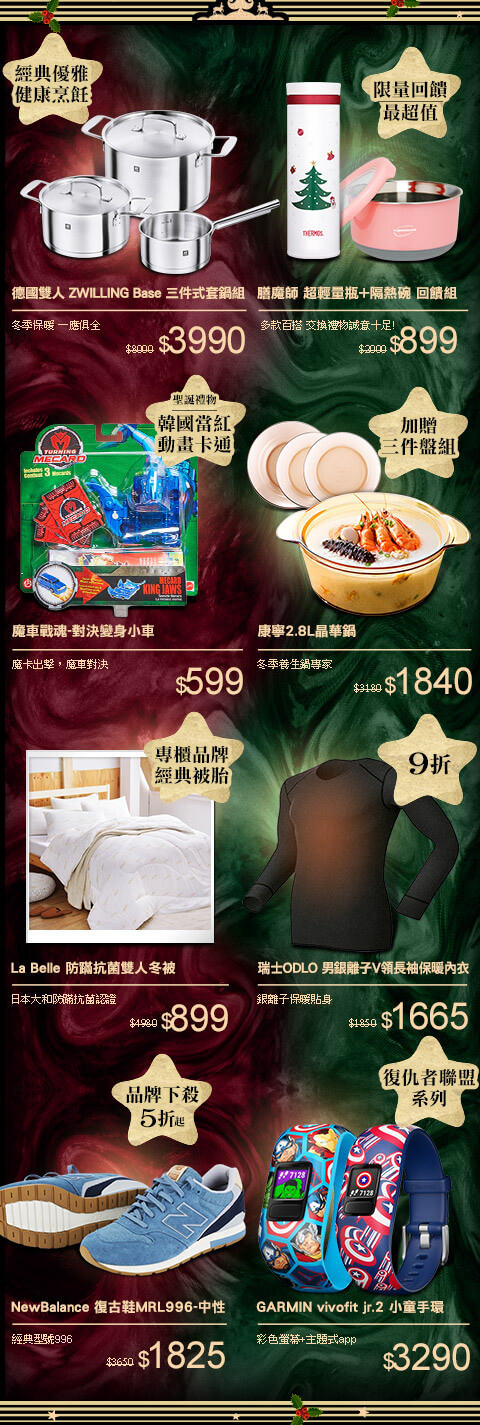 經典優雅
健康烹飪
限量回饋
最超值
THERMOS.
德國雙人 ZWILLING Base 三件式套鍋組
膳魔師 超輕量瓶+隔熱碗 回饋組
冬季保暖 一應俱全
$8000 $3990
多款百搭 交換禮物誠意十足!
$2000 $899
聖誕禮物
韓國當紅
動畫卡通
加贈
三件盤組
TURNING
MECARD
Includes 3 Mecards
MECARD
KING JAWS
魔車戰魂-對決變身小車
康寧2.8L晶華鍋
魔卡出擊，魔車對決
$599
冬季養生鍋專家
$3180 $1840
專櫃品牌
經典被胎
9折
La Belle 防蹣抗菌雙人冬被
瑞士ODLO 男銀離子V領長袖保暖內衣
日本大和防蹣抗菌認證
$4980 $899
銀離子保暖貼身
$1850 $1665
品牌下殺
5折起
復仇者聯盟
系列
7128
7128
NewBalance 復古鞋MRL996-中性
GARMIN vivofit jr.2 小童手環
經典型號996
$3650 $1825
彩色螢幕+主題式app
$3290